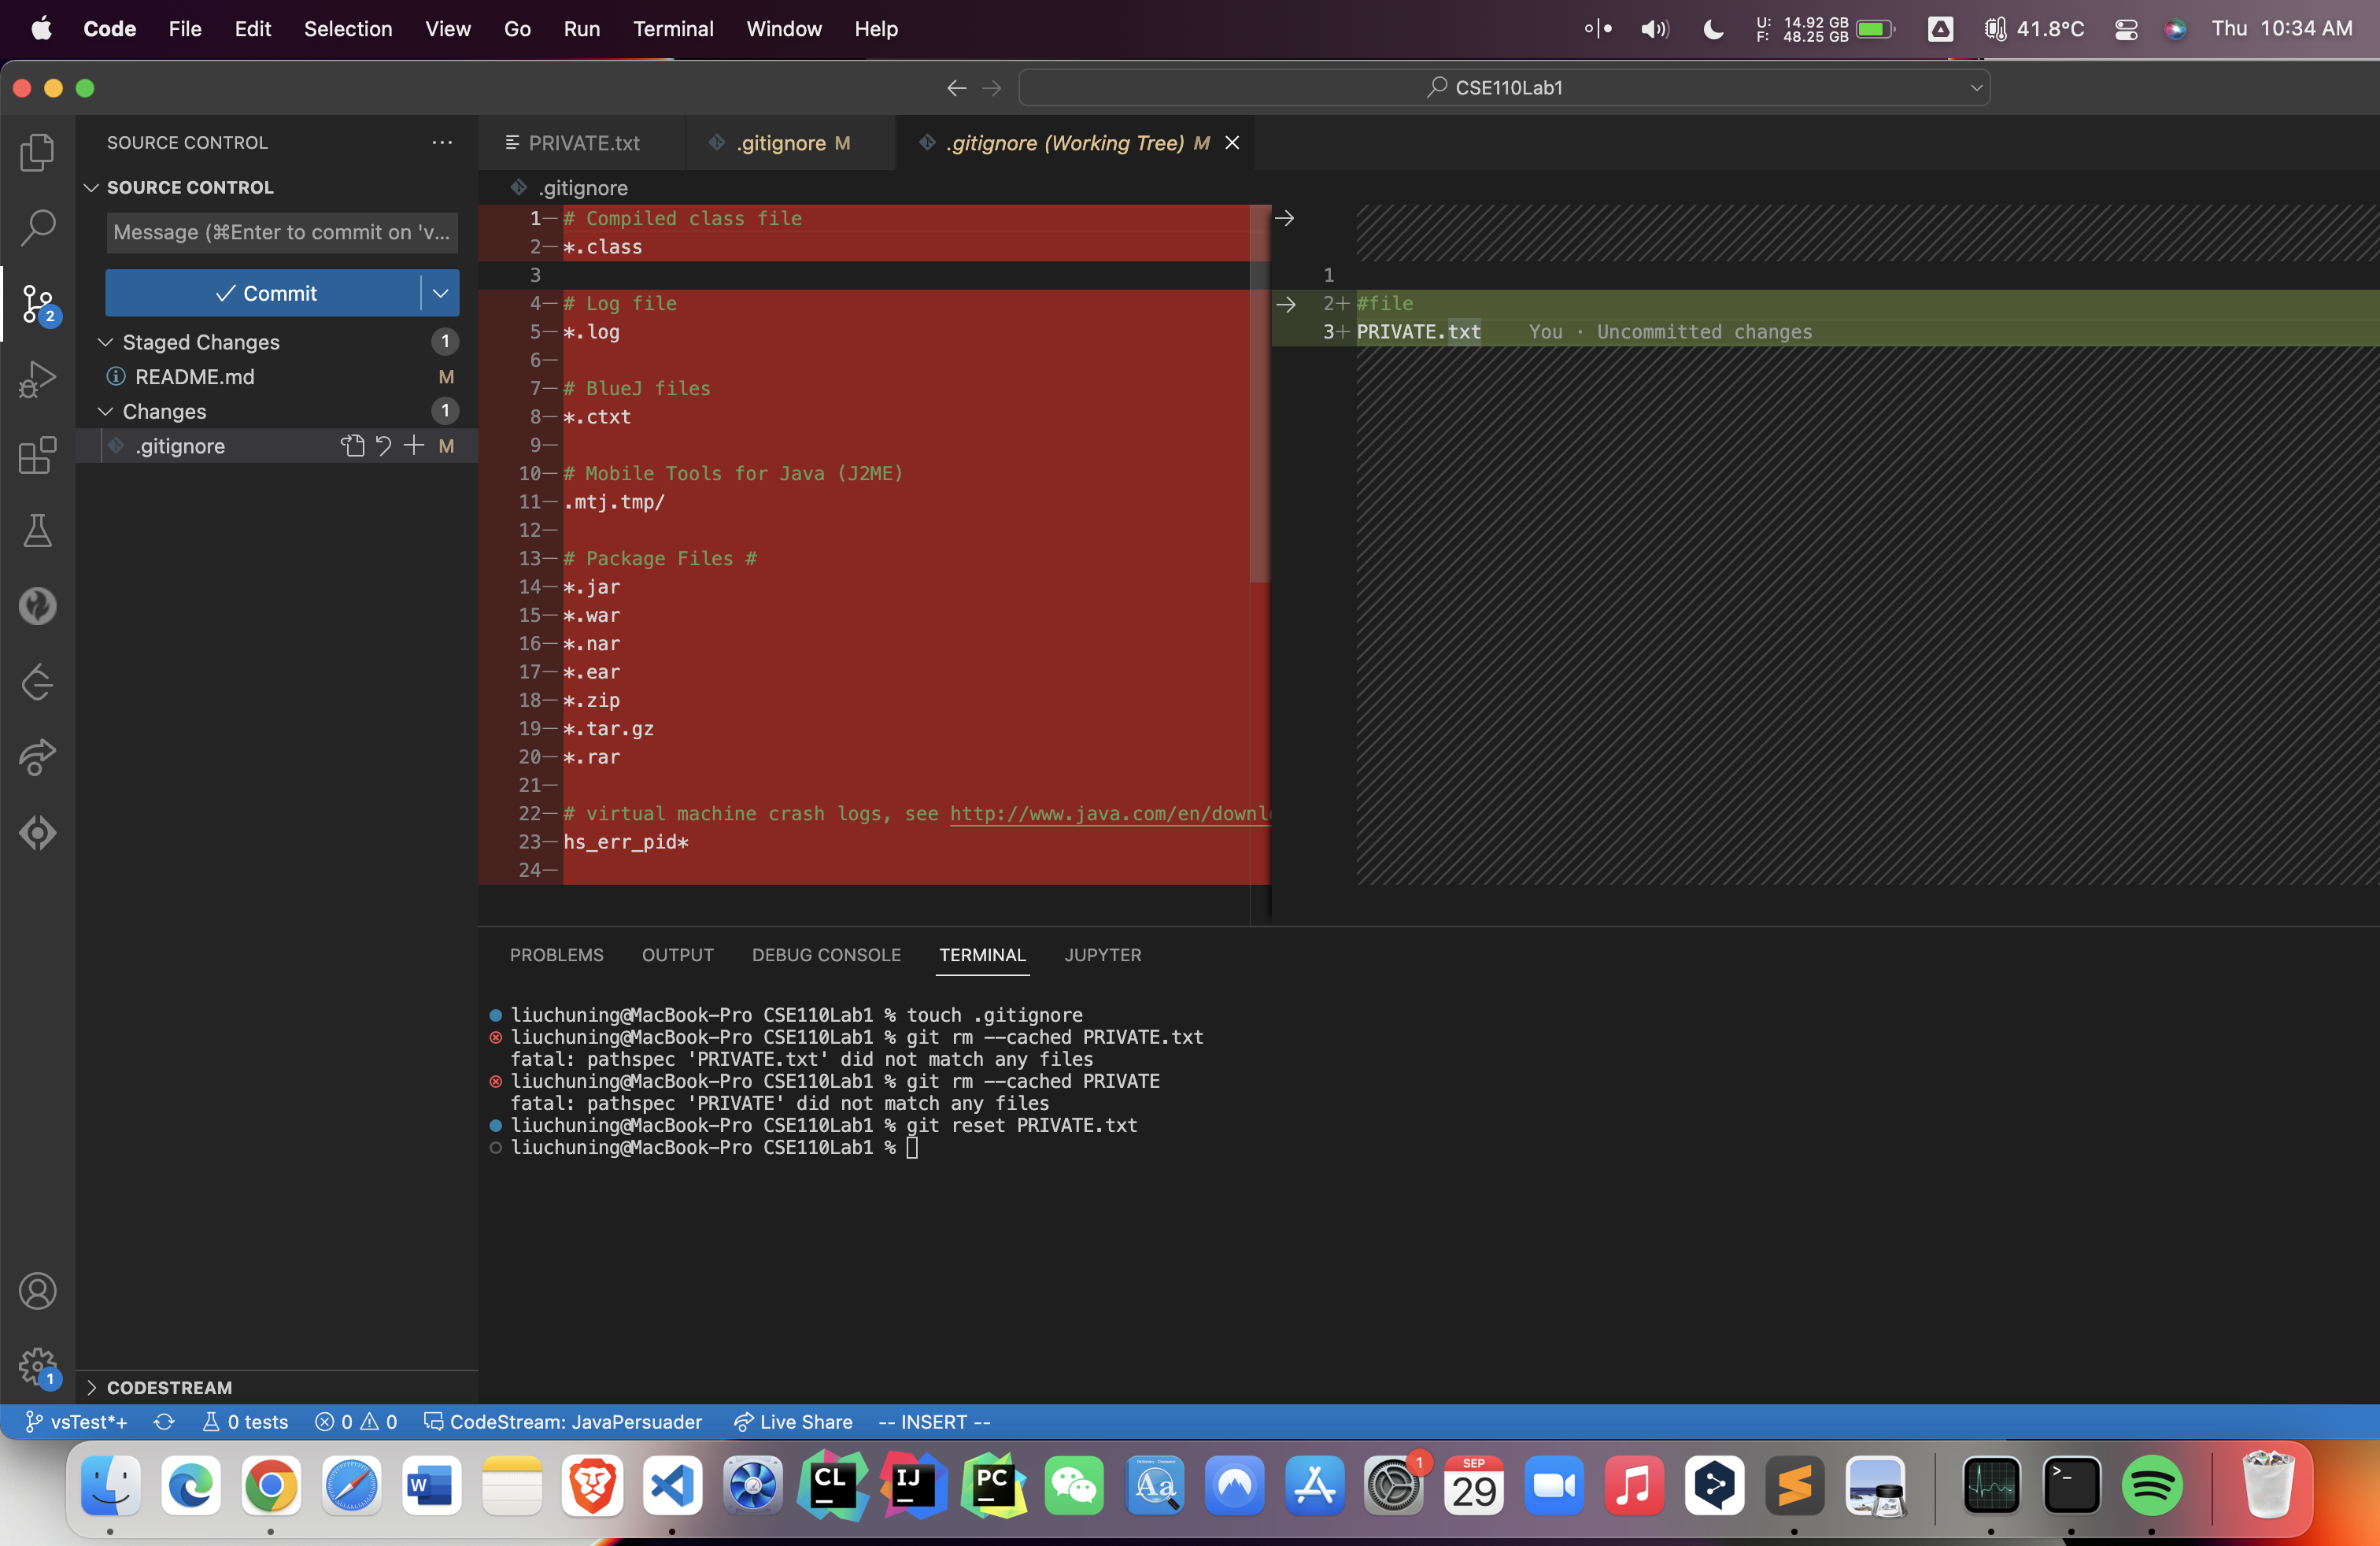 Code File Edit Selection View Go Run Terminal Window Help
U: 14.92 GB
F: 48.25 GB
41.8°C
Thu 10:34 AM
CSE110Lab1
SOURCE CONTROL
PRIVATE.txt
.gitignore M
.gitignore (Working Tree) M
SOURCE CONTROL
.gitignore
Message (⌘Enter to commit on 'v...
Commit
2
Staged Changes 1
README.md M
Changes 1
.gitignore M
1 — # Compiled class file
2 — *.class
3
4 — # Log file
5 — *.log
6 —
7 — # BlueJ files
8 — *.ctxt
9 —
10 — # Mobile Tools for Java (J2ME)
11 — .mtj.tmp/
12 —
13 — # Package Files #
14 — *.jar
15 — *.war
16 — *.nar
17 — *.ear
18 — *.zip
19 — *.tar.gz
20 — *.rar
21 —
22 — # virtual machine crash logs, see http://www.java.com/en/downl
23 — hs_err_pid*
24 —
1
2 + #file
3 + PRIVATE.txt You · Uncommitted changes
PROBLEMS OUTPUT DEBUG CONSOLE TERMINAL JUPYTER
liuchuning@MacBook-Pro CSE110Lab1 % touch .gitignore
liuchuning@MacBook-Pro CSE110Lab1 % git rm --cached PRIVATE.txt
fatal: pathspec 'PRIVATE.txt' did not match any files
liuchuning@MacBook-Pro CSE110Lab1 % git rm --cached PRIVATE
fatal: pathspec 'PRIVATE' did not match any files
liuchuning@MacBook-Pro CSE110Lab1 % git reset PRIVATE.txt
liuchuning@MacBook-Pro CSE110Lab1 %
1
CODESTREAM
vsTest*+ 0 tests 0 0 CodeStream: JavaPersuader Live Share -- INSERT --
W
CL
IJ
PC
Aa
1
SEP
29
>_